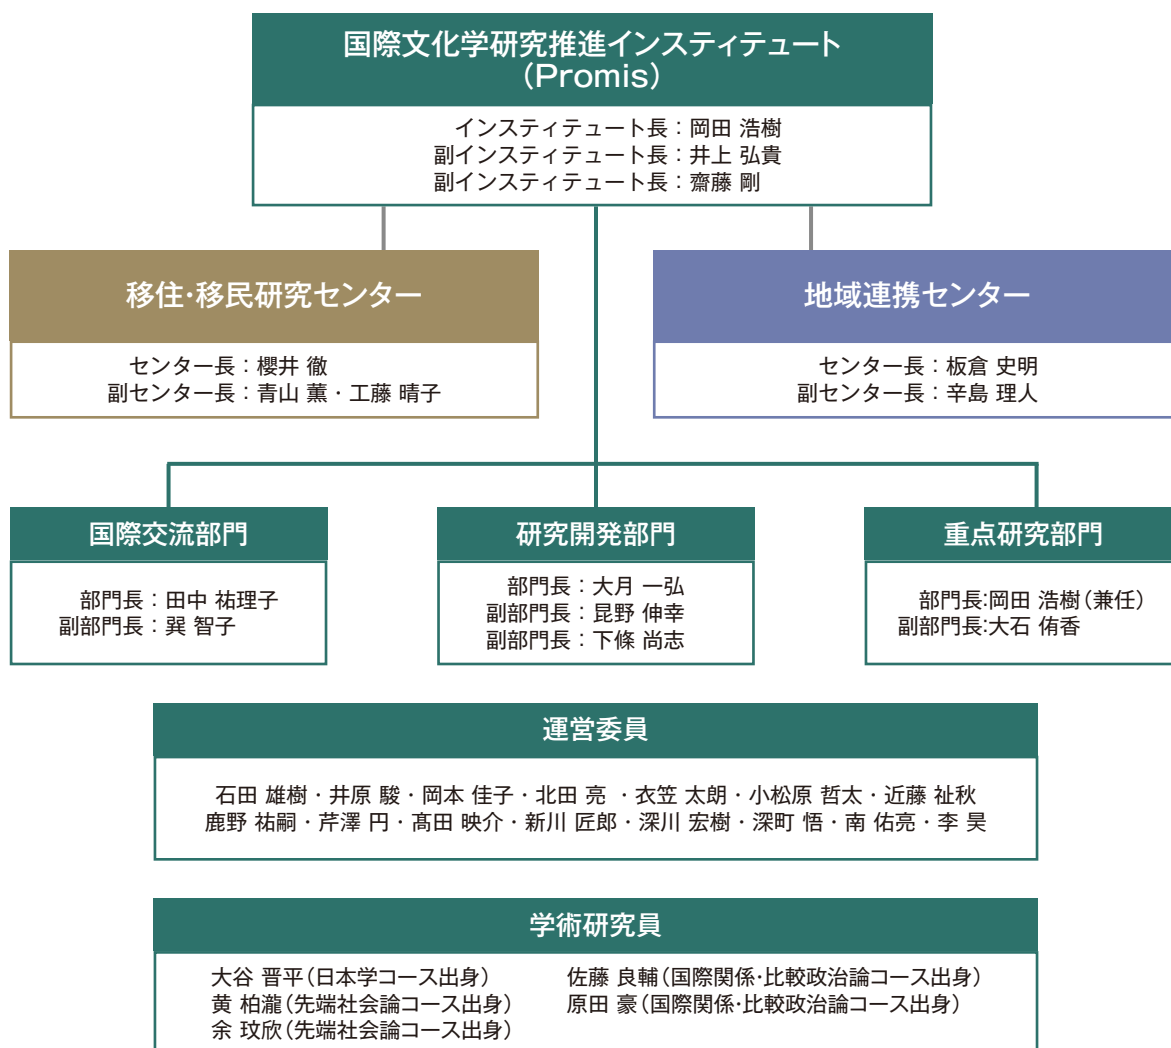 国際文化学研究推進インスティテュート
(Promis)
インスティテュート長：岡田 浩樹
副インスティテュート長：井上 弘貴
副インスティテュート長：齋藤 剛
移住・移民研究センター
センター長：櫻井 徹
副センター長：青山 薫・工藤 晴子
地域連携センター
センター長：板倉 史明
副センター長：辛島 理人
国際交流部門
部門長：田中 祐理子
副部門長：巽 智子
研究開発部門
部門長：大月 一弘
副部門長：昆野 伸幸
副部門長：下條 尚志
重点研究部門
部門長:岡田 浩樹（兼任）
副部門長:大石 侑香
運営委員
石田 雄樹・井原 駿・岡本 佳子・北田 亮 ・衣笠 太朗・小松原 哲太・近藤 祉秋
鹿野 祐嗣・芹澤 円・髙田 映介・新川 匠郎・深川 宏樹・深町 悟・南 佑亮・李 昊
学術研究員
大谷 晋平（日本学コース出身）
黄 柏瀧（先端社会論コース出身）
余 玟欣（先端社会論コース出身）
佐藤 良輔（国際関係・比較政治論コース出身）
原田 豪（国際関係・比較政治論コース出身）